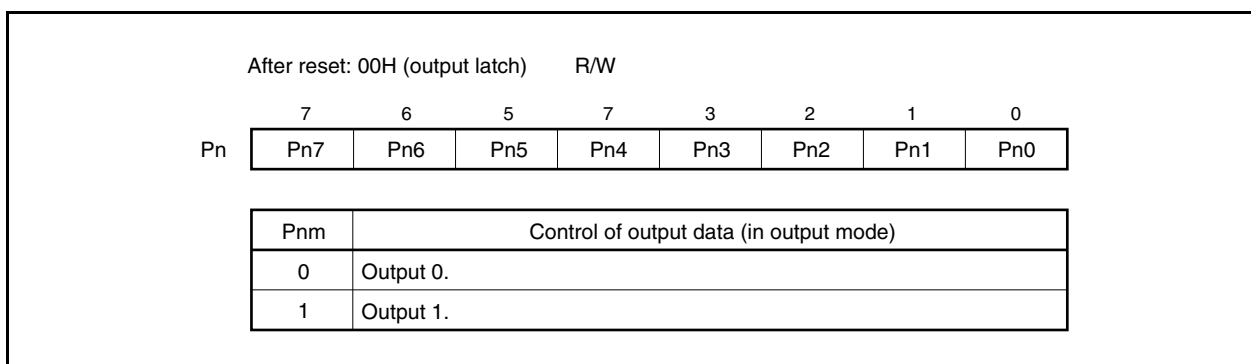 After reset: 00H (output latch) R/W
7 6 5 7 3 2 1 0
Pn Pn7 Pn6 Pn5 Pn4 Pn3 Pn2 Pn1 Pn0
Pnm Control of output data (in output mode)
0 Output 0.
1 Output 1.